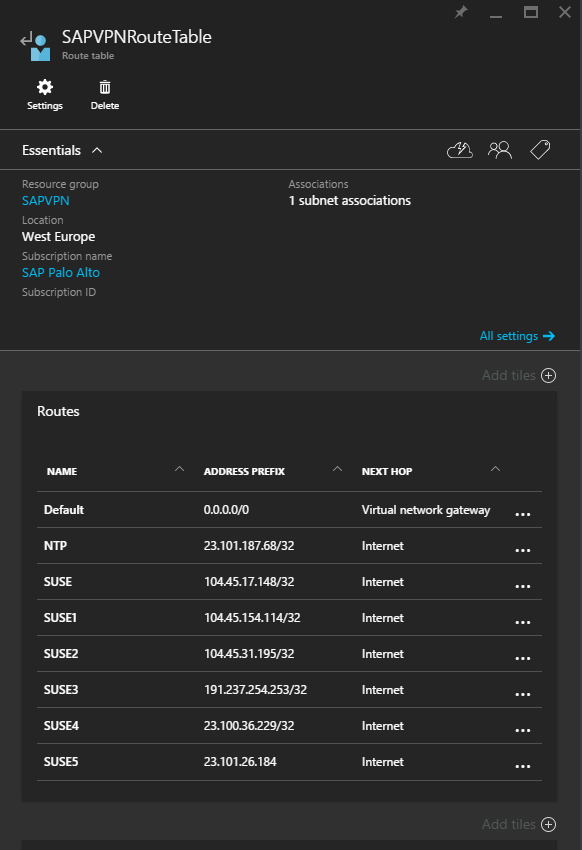 SAPVPNRouteTable
Route table
Settings Delete
Essentials
Resource group
SAPVPN
Associations
1 subnet associations
Location
West Europe
Subscription name
SAP Palo Alto
Subscription ID
All settings
Add tiles
Routes
NAME ADDRESS PREFIX NEXT HOP
Default 0.0.0.0/0 Virtual network gateway ...
NTP 23.101.187.68/32 Internet ...
SUSE 104.45.17.148/32 Internet ...
SUSE1 104.45.154.114/32 Internet ...
SUSE2 104.45.31.195/32 Internet ...
SUSE3 191.237.254.253/32 Internet ...
SUSE4 23.100.36.229/32 Internet ...
SUSE5 23.101.26.184 Internet ...
Add tiles